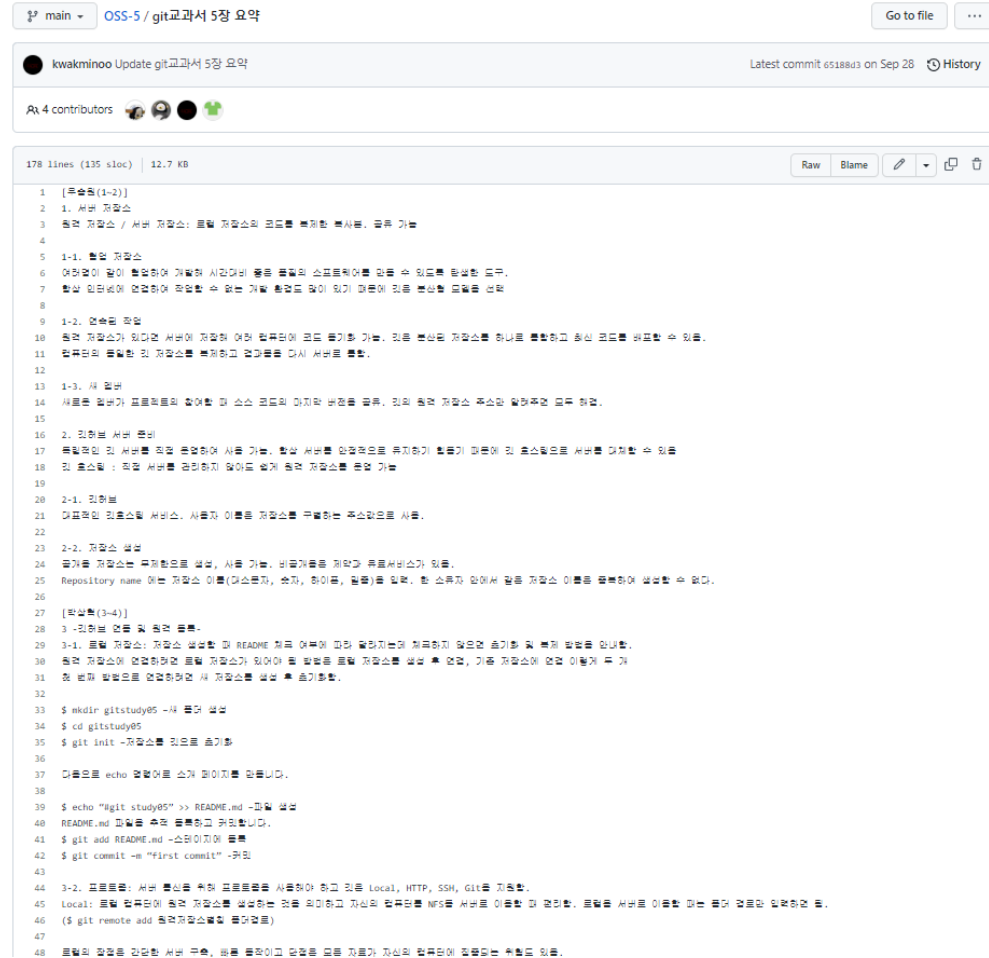 main
OSS-5 / git교과서 5장 요약
Go to file
kwakminoo Update git교과서 5장 요약
Latest commit 65188d3 on Sep 28 History
4 contributors
178 lines (135 sloc) 12.7 KB
Raw Blame
1 [우승원(1~2)]
2 1. 서버 저장소
3 원격 저장소 / 서버 저장소: 로컬 저장소의 코드를 복제한 복사본. 공유 가능
4
5 1-1. 협업 저장소
6 여러명이 같이 협업하여 개발해 시간대비 좋은 품질의 소프트웨어를 만들 수 있도록 탄생한 도구.
7 항상 인터넷에 연결하여 작업할 수 없는 개발 환경도 많이 있기 때문에 깃은 분산형 모델을 선택
8
9 1-2. 연속된 작업
10 원격 저장소가 있다면 서버에 저장해 여러 컴퓨터에 코드 동기화 가능. 깃은 분산된 저장소를 하나로 통합하고 최신 코드를 배포할 수 있음.
11 컴퓨터의 동일한 깃 저장소를 복제하고 결과물을 다시 서버로 통합.
12
13 1-3. 새 멤버
14 새로운 멤버가 프로젝트의 참여할 때 소스 코드의 마지막 버전을 공유. 깃의 원격 저장소 주소만 알려주면 모두 해결.
15
16 2. 깃허브 서버 준비
17 독립적인 깃 서버를 직접 운영하여 사용 가능. 항상 서버를 안정적으로 유지하기 힘들기 때문에 깃 호스팅으로 서버를 대체할 수 있음
18 깃 호스팅 : 직접 서버를 관리하지 않아도 쉽게 원격 저장소를 운영 가능
19
20 2-1. 깃허브
21 대표적인 깃호스팅 서비스. 사용자 이름은 저장소를 구별하는 주소값으로 사용.
22
23 2-2. 저장소 생성
24 공개용 저장소는 무제한으로 생성, 사용 가능. 비공개용은 제약과 유료서비스가 있음.
25 Repository name 에는 저장소 이름(대소문자, 숫자, 하이픈, 밑줄)을 입력. 한 소유자 안에서 같은 저장소 이름은 중복하여 생성할 수 없다.
26
27 [박상혁(3~4)]
28 3 -깃허브 연동 및 원격 등록-
29 3-1. 로컬 저장소: 저장소 생성할 때 README 체크 여부에 따라 달라지는데 체크하지 않으면 초기화 및 복제 방법을 안내함.
30 원격 저장소에 연결하려면 로컬 저장소가 있어야 됨 방법은 로컬 저장소를 생성 후 연결, 기존 저장소에 연결 이렇게 두 개
31 첫 번째 방법으로 연결하려면 새 저장소를 생성 후 초기화함.
32
33 $ mkdir gitstudy05 -새 폴더 생성
34 $ cd gitstudy05
35 $ git init -저장소를 깃으로 초기화
36
37 다음으로 echo 명령어로 소개 페이지를 만듭니다.
38
39 $ echo “#git study05” >> README.md -파일 생성
40 README.md 파일을 추적 등록하고 커밋합니다.
41 $ git add README.md -스테이지에 등록
42 $ git commit -m “first commit” -커밋
43
44 3-2. 프로토콜: 서버 통신을 위해 프로토콜을 사용해야 하고 깃은 Local, HTTP, SSH, Git을 지원함.
45 Local: 로컬 컴퓨터에 원격 저장소를 생성하는 것을 의미하고 자신의 컴퓨터를 NFS용 서버로 이용할 때 편리함. 로컬을 서버로 이용할 때는 폴더 경로만 입력하면 됨.
46 ($ git remote add 원격저장소별칭 폴더경로)
47
48 로컬의 장점은 간단한 서버 구축, 빠른 동작이고 단점은 모든 자료가 자신의 컴퓨터에 집중되는 위험도 있음.